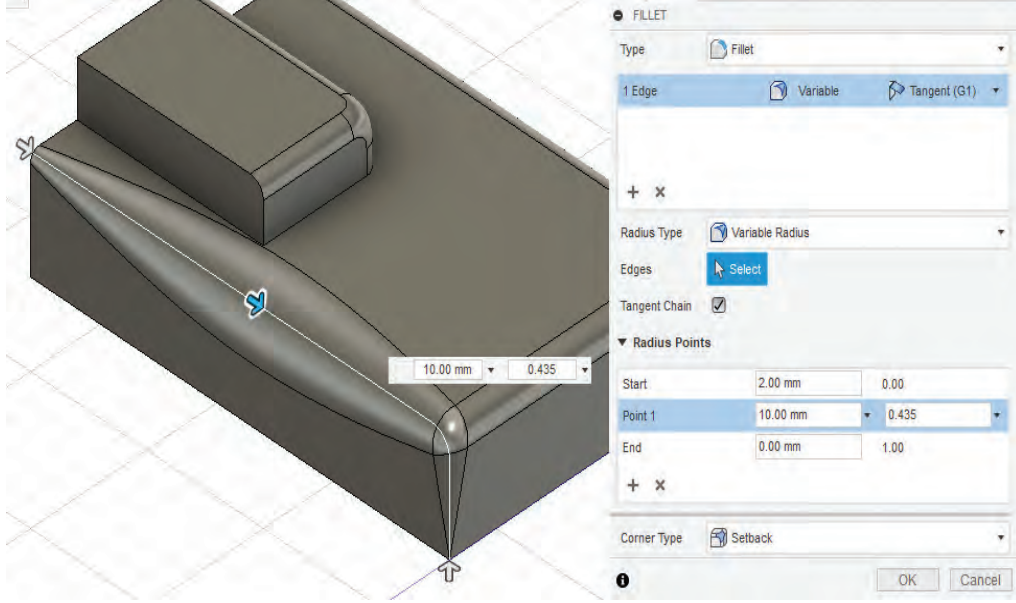 FILLET
Type Fillet
1 Edge Variable Tangent (G1)
Radius Type Variable Radius
Edges Select
Tangent Chain
Radius Points
10.00 mm 0.435
Start 2.00 mm 0.00
Point 1 10.00 mm 0.435
End 0.00 mm 1.00
Corner Type Setback
OK Cancel